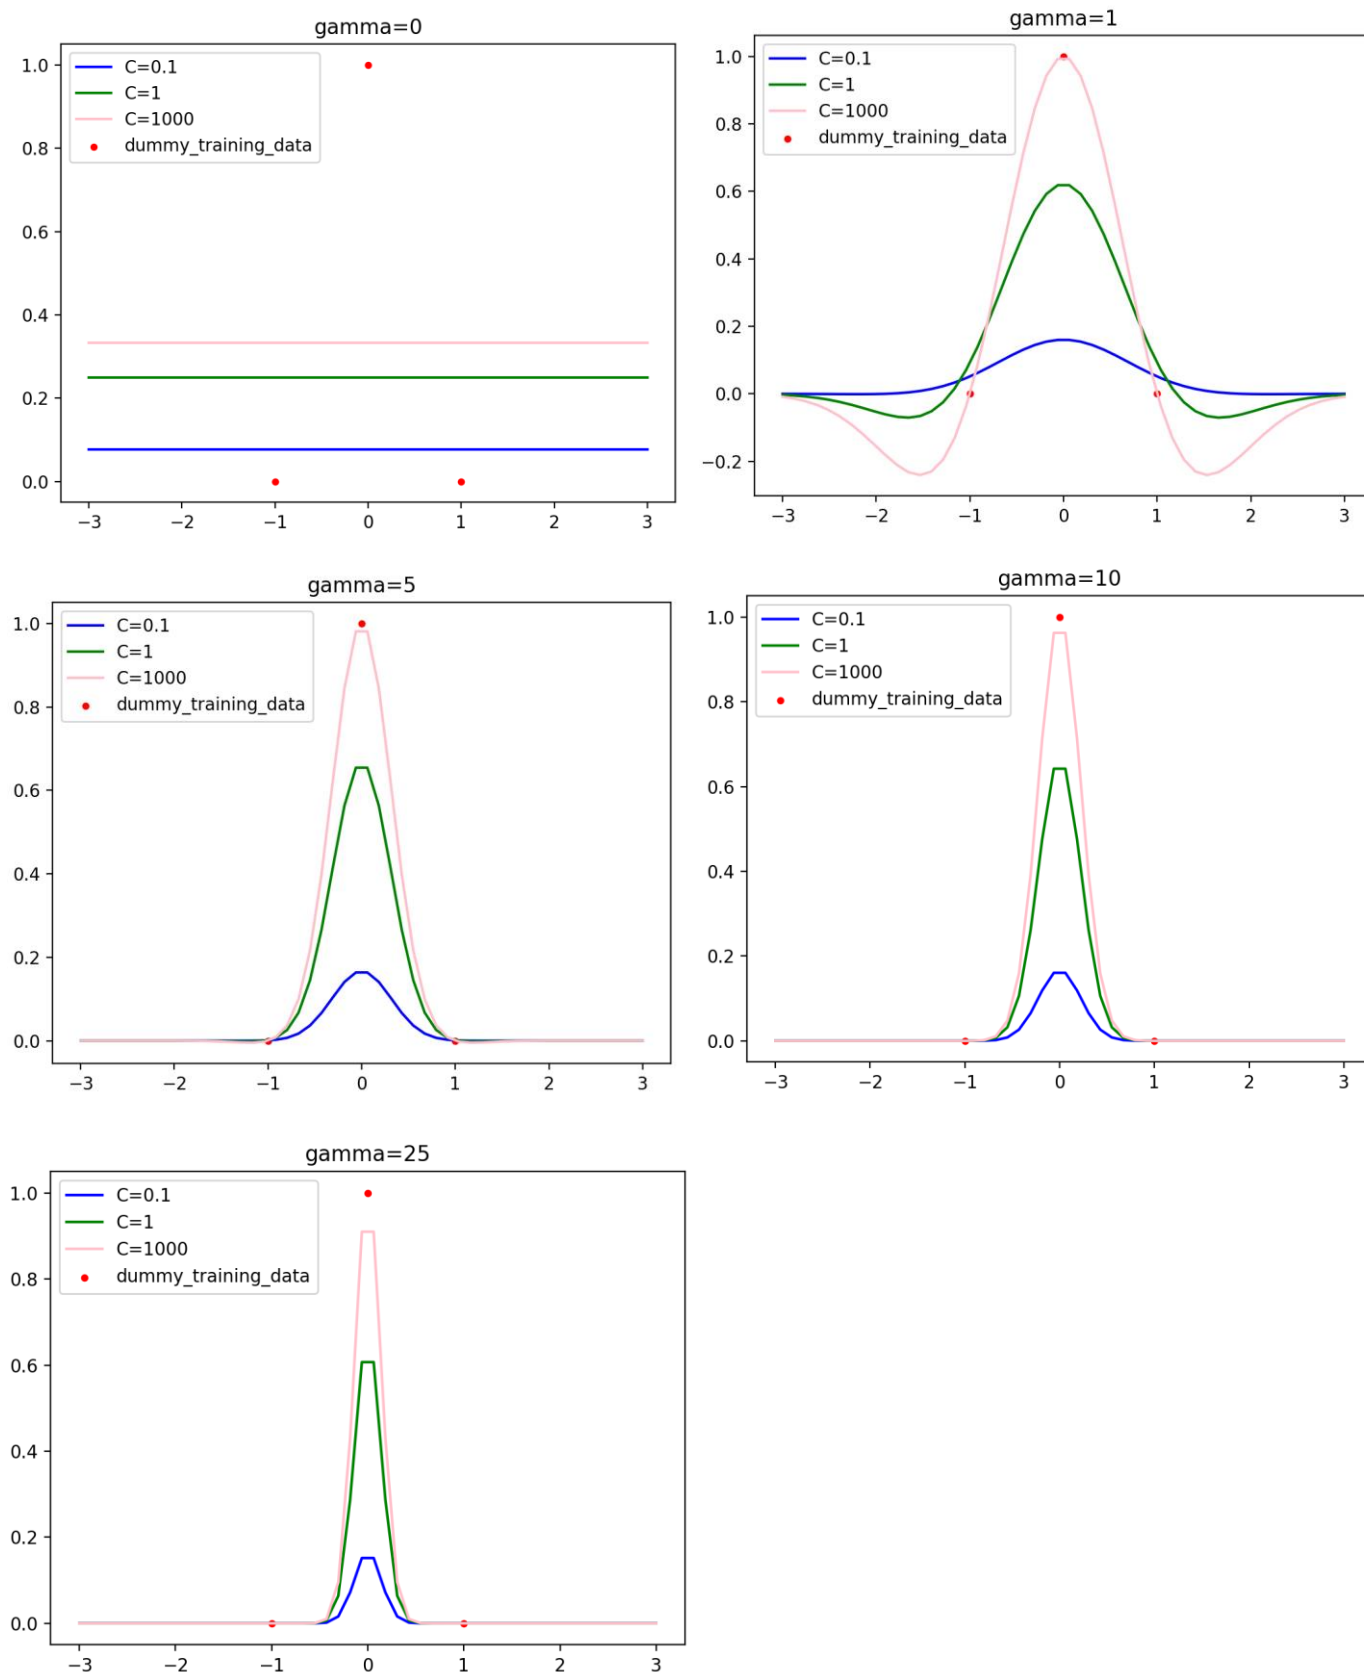 gamma=0
C=0.1
C=1
C=1000
dummy_training_data
1.0
0.8
0.6
0.4
0.2
0.0
−3 −2 −1 0 1 2 3
gamma=1
C=0.1
C=1
C=1000
dummy_training_data
1.0
0.8
0.6
0.4
0.2
0.0
−0.2
−3 −2 −1 0 1 2 3
gamma=5
C=0.1
C=1
C=1000
dummy_training_data
1.0
0.8
0.6
0.4
0.2
0.0
−3 −2 −1 0 1 2 3
gamma=10
C=0.1
C=1
C=1000
dummy_training_data
1.0
0.8
0.6
0.4
0.2
0.0
−3 −2 −1 0 1 2 3
gamma=25
C=0.1
C=1
C=1000
dummy_training_data
1.0
0.8
0.6
0.4
0.2
0.0
−3 −2 −1 0 1 2 3